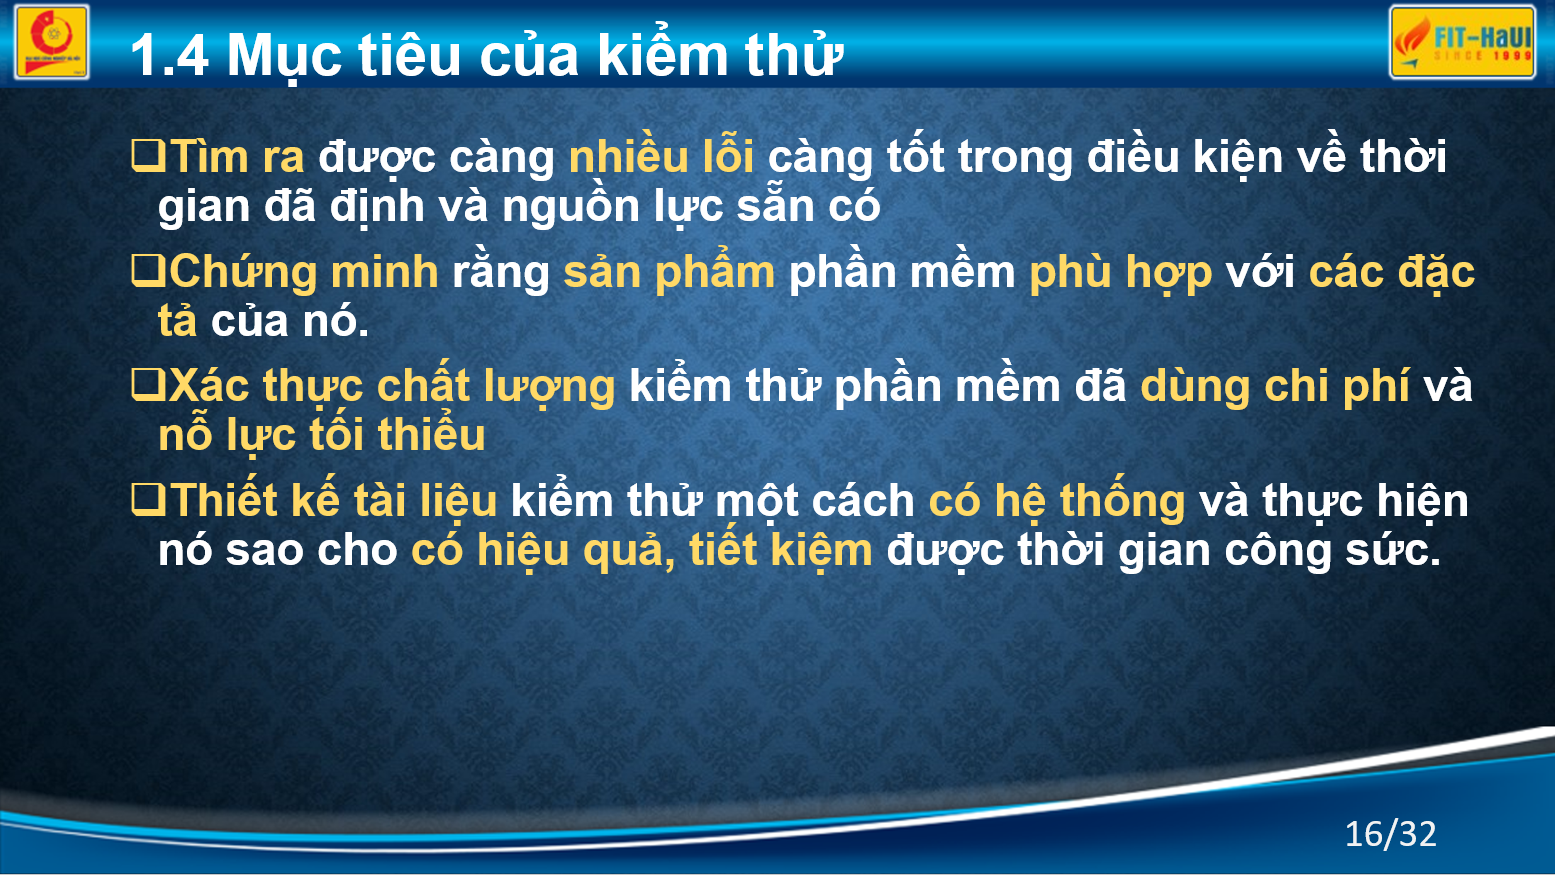 1.4 Mục tiêu của kiểm thử
FIT-HaUI
SINCE 1999
Tìm ra được càng nhiều lỗi càng tốt trong điều kiện về thời
gian đã định và nguồn lực sẵn có
Chứng minh rằng sản phẩm phần mềm phù hợp với các đặc
tả của nó.
Xác thực chất lượng kiểm thử phần mềm đã dùng chi phí và
nỗ lực tối thiểu
Thiết kế tài liệu kiểm thử một cách có hệ thống và thực hiện
nó sao cho có hiệu quả, tiết kiệm được thời gian công sức.
16/32